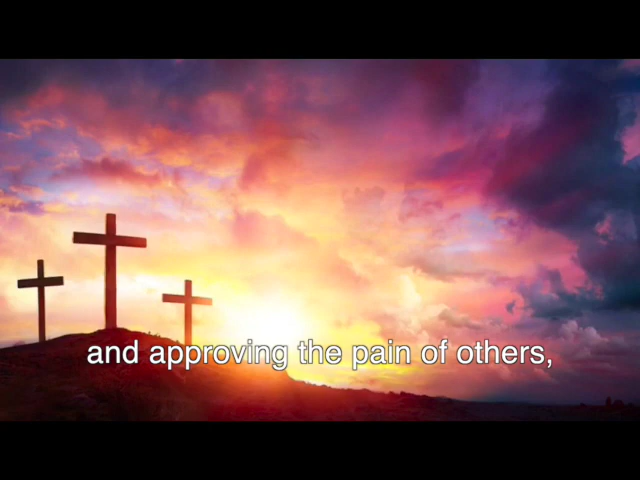 and approving the pain of others,